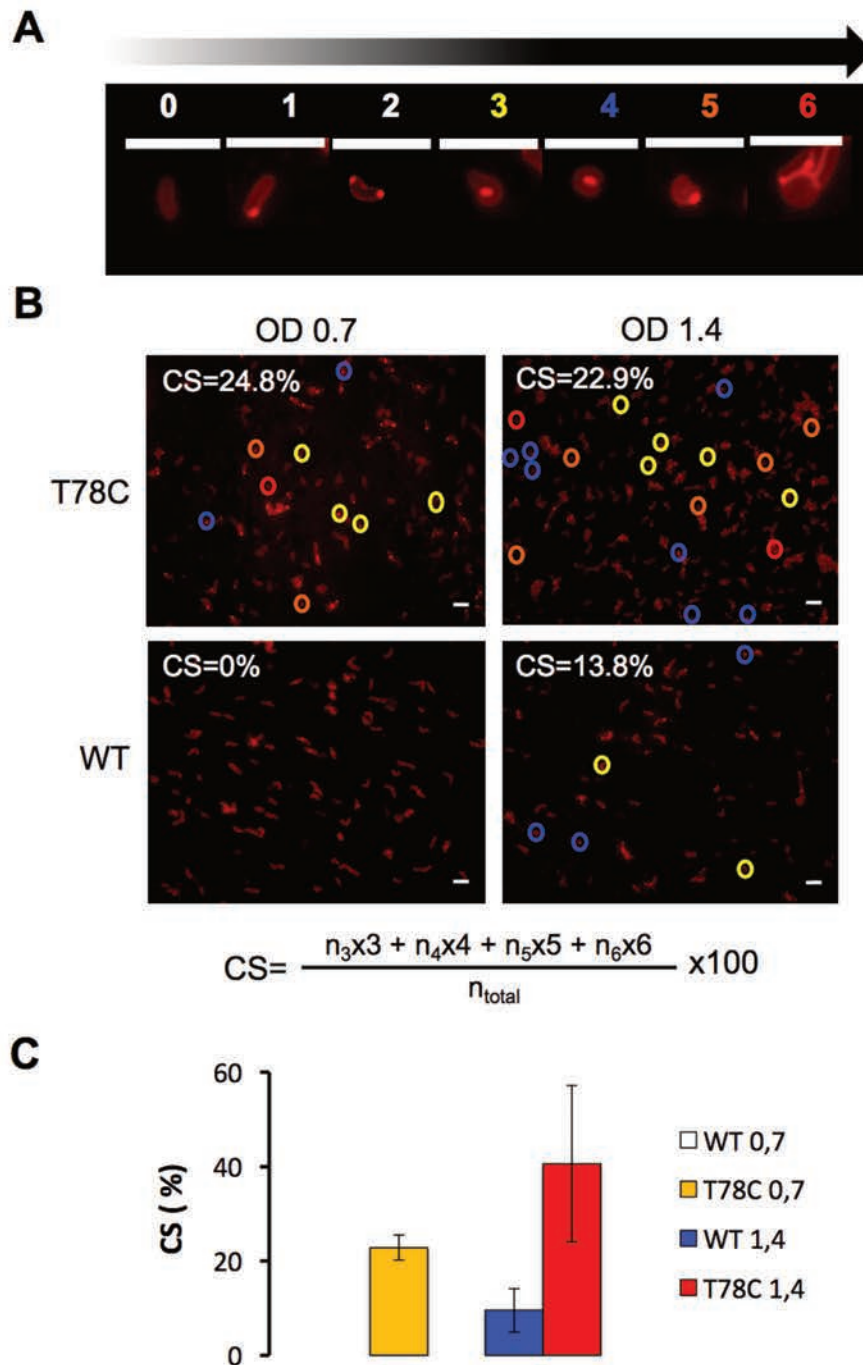 A
0 1 2 3 4 5 6
B
OD 0.7 OD 1.4
T78C
CS=24.8% CS=22.9%
WT
CS=0% CS=13.8%
CS= n₃x3 + n₄x4 + n₅x5 + n₆x6 x100
n_total
C
CS ( %)
60
40
20
0
WT 0,7
T78C 0,7
WT 1,4
T78C 1,4